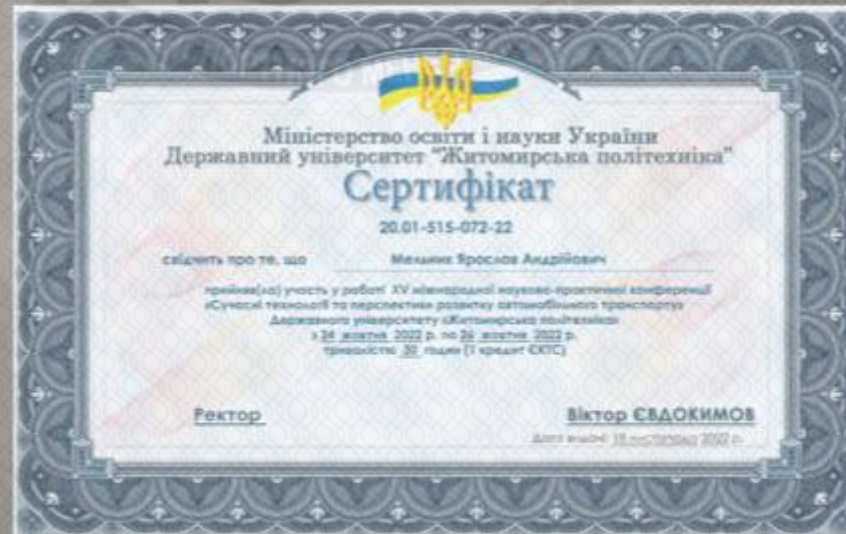 Міністерство освіти і науки України
Державний університет "Житомирська політехніка"
Сертифікат
20.01-515-072-22
свідчить про те, що Мельник Ярослав Андрійович
прийняв(ла) участь у роботі XV міжнародної науково-практичної конференції
«Сучасні технології та перспективи розвитку автомобільного транспорту»
Державного університету «Житомирська політехніка»
з 24 жовтня 2022 р. по 26 жовтня 2022 р.
тривалістю 30 годин (1 кредит ЄКТС)
Ректор Віктор ЄВДОКИМОВ
Дата видачі 18 листопада 2022 р.